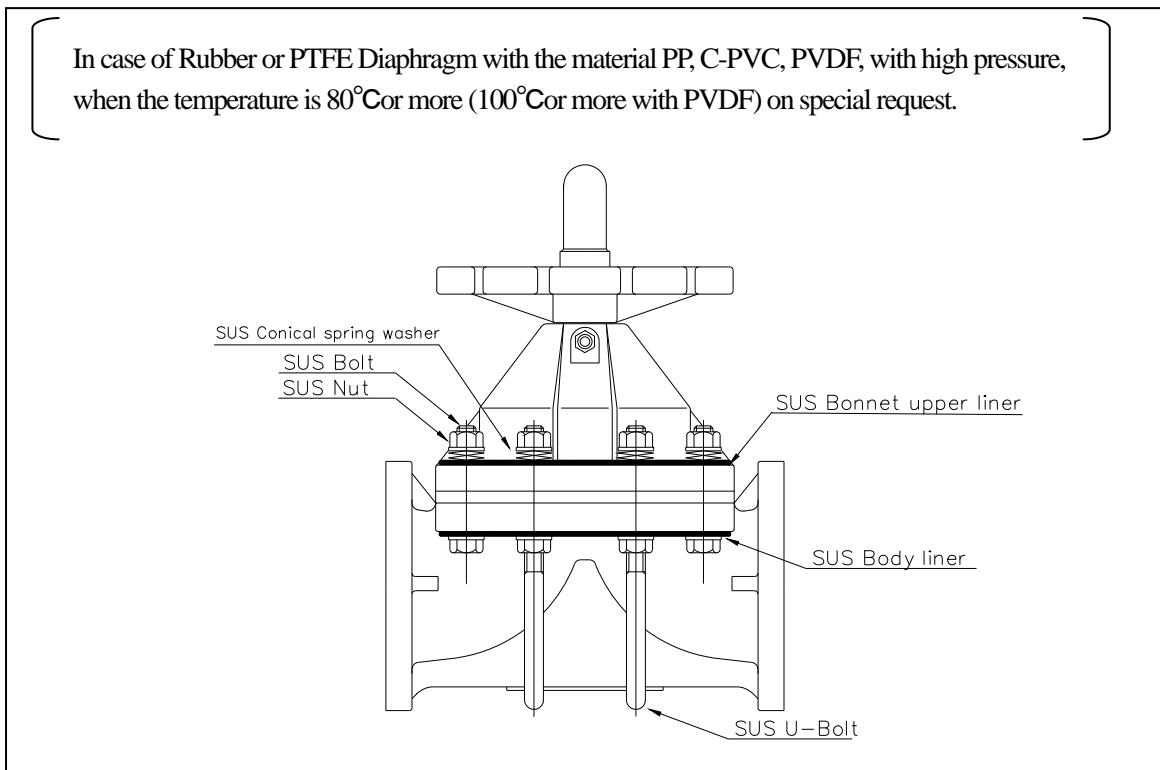 In case of Rubber or PTFE Diaphragm with the material PP, C-PVC, PVDF, with high pressure,
when the temperature is 80°Cor more (100°Cor more with PVDF) on special request.
SUS Conical spring washer
SUS Bolt
SUS Nut
SUS Bonnet upper liner
SUS Body liner
SUS U-Bolt